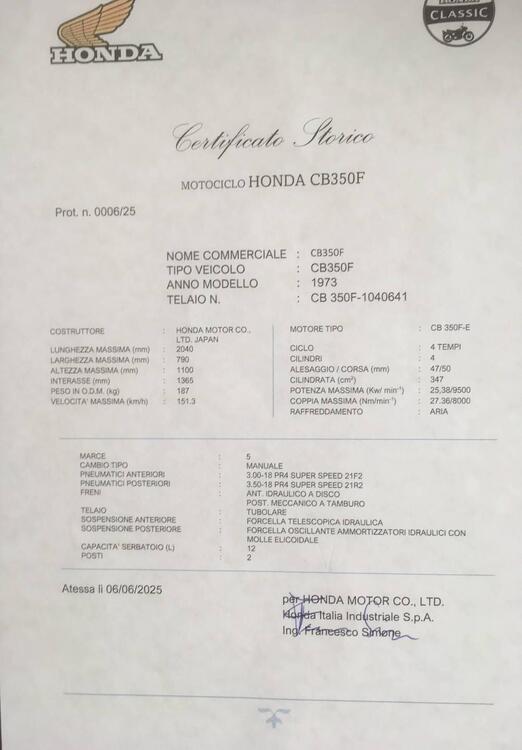 HONDA
CLASSIC
Certificato Storico
MOTOCICLO HONDA CB350F
Prot. n. 0006/25
NOME COMMERCIALE : CB350F
TIPO VEICOLO : CB350F
ANNO MODELLO : 1973
TELAIO N. : CB 350F-1040641
COSTRUTTORE : HONDA MOTOR CO.,
LTD. JAPAN
LUNGHEZZA MASSIMA (mm) : 2040
LARGHEZZA MASSIMA (mm) : 790
ALTEZZA MASSIMA (mm) : 1100
INTERASSE (mm) : 1365
PESO IN O.D.M. (kg) : 187
VELOCITA' MASSIMA (km/h) : 151.3
MOTORE TIPO : CB 350F-E
CICLO : 4 TEMPI
CILINDRI : 4
ALESAGGIO / CORSA (mm) : 47/50
CILINDRATA (cm³) : 347
POTENZA MASSIMA (Kw/ min⁻¹) : 25,38/9500
COPPIA MASSIMA (Nm/min⁻¹) : 27.36/8000
RAFFREDDAMENTO : ARIA
MARCE : 5
CAMBIO TIPO : MANUALE
PNEUMATICI ANTERIORI : 3.00-18 PR4 SUPER SPEED 21F2
PNEUMATICI POSTERIORI : 3.50-18 PR4 SUPER SPEED 21R2
FRENI : ANT. IDRAULICO A DISCO
POST. MECCANICO A TAMBURO
TELAIO : TUBOLARE
SOSPENSIONE ANTERIORE : FORCELLA TELESCOPICA IDRAULICA
SOSPENSIONE POSTERIORE : FORCELLA OSCILLANTE AMMORTIZZATORI IDRAULICI CON
MOLLE ELICOIDALE
CAPACITA' SERBATOIO (L) : 12
POSTI : 2
Atessa lì 06/06/2025
per HONDA MOTOR CO., LTD.
Honda Italia Industriale S.p.A.
Ing. Francesco Simone